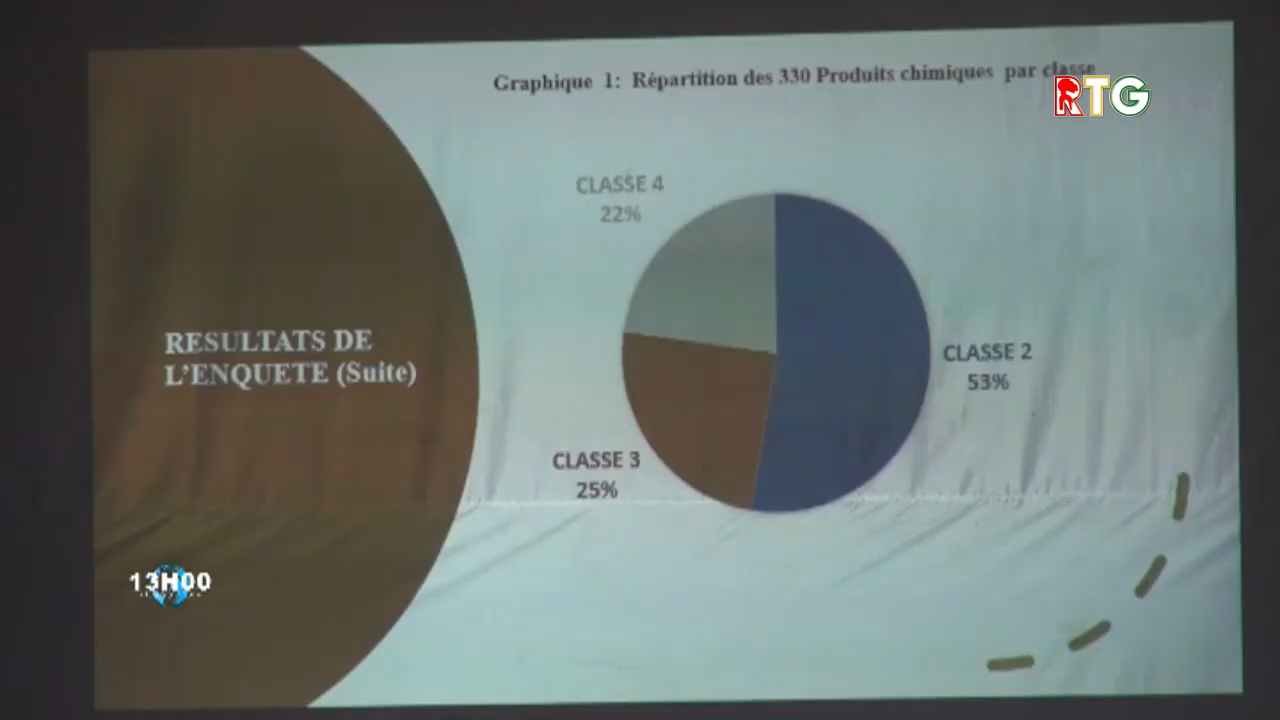 Graphique 1: Répartition des 330 Produits chimiques par classe
RTG
CLASSE 4
22%
RESULTATS DE
L'ENQUETE (Suite)
CLASSE 2
53%
CLASSE 3
25%
13H00